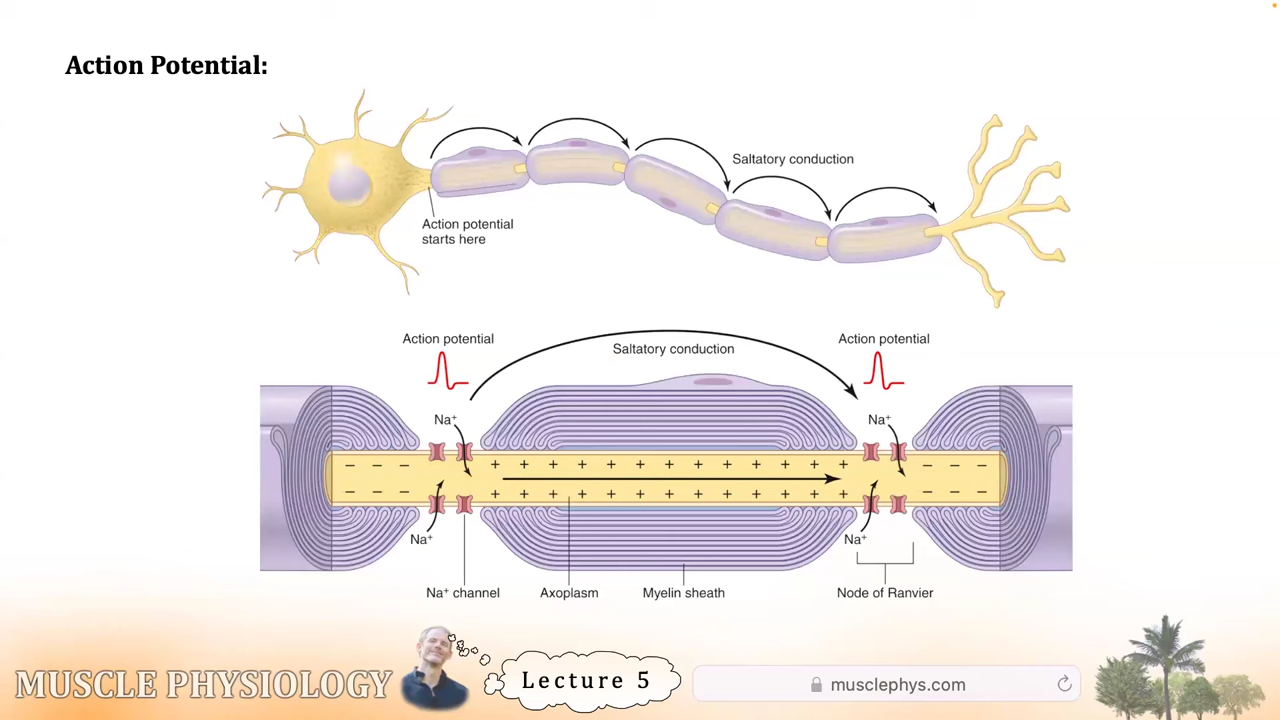 Action Potential:
Saltatory conduction
Action potential
starts here
Action potential
Saltatory conduction
Action potential
Na⁺
Na⁺
− − −
+ + + + + + + + + + + + +
− − −
− − −
+ + + + + + + + + + + + +
− − −
Na⁺
Na⁺
Na⁺ channel
Axoplasm
Myelin sheath
Node of Ranvier
MUSCLE PHYSIOLOGY
Lecture 5
musclephys.com